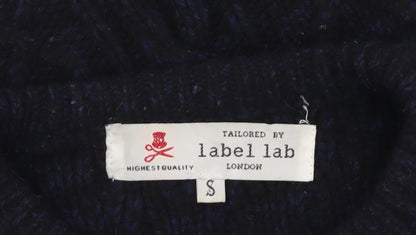 TAILORED BY
label lab
LONDON
HIGHEST QUALITY
S